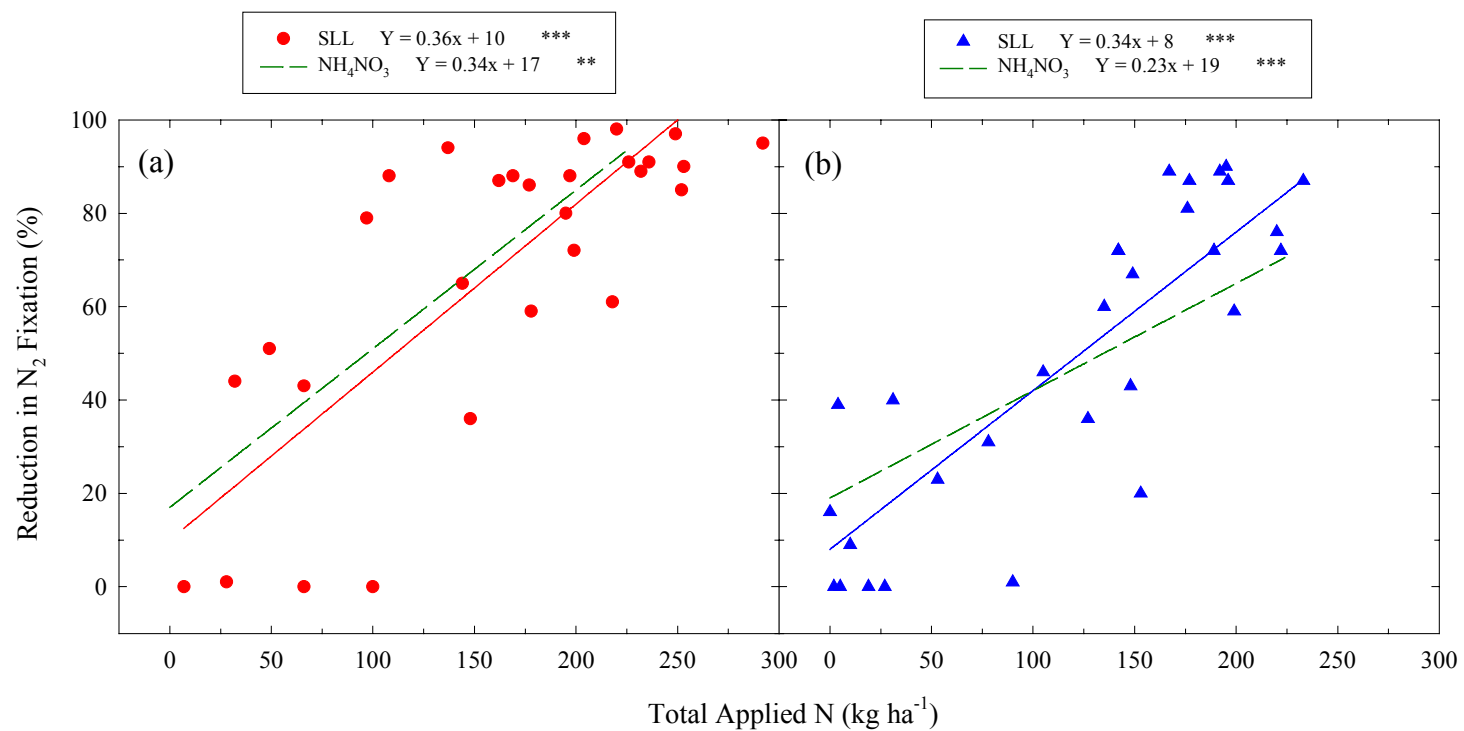 SLL Y = 0.36x + 10 ***
NH₄NO₃ Y = 0.34x + 17 **
SLL Y = 0.34x + 8 ***
NH₄NO₃ Y = 0.23x + 19 ***
Reduction in N₂ Fixation (%)
100
80
60
40
20
0
(a)
(b)
0 50 100 150 200 250 300
0 50 100 150 200 250 300
Total Applied N (kg ha⁻¹)